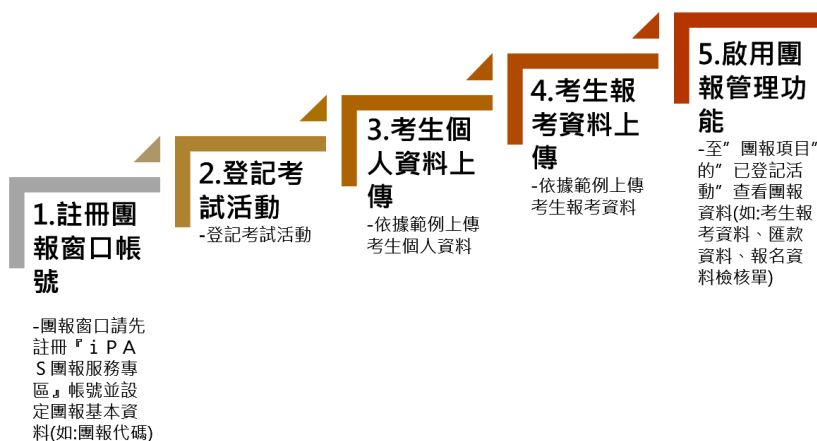 1.註冊團
報窗口帳
號
-團報窗口請先
註冊『ｉＰＡ
Ｓ團報服務專
區』帳號並設
定團報基本資
料(如:團報代碼)
2.登記考
試活動
-登記考試活動
3.考生個
人資料上
傳
-依據範例上傳
考生個人資料
4.考生報
考資料上
傳
-依據範例上傳
考生報考資料
5.啟用團
報管理功
能
-至”團報項目”
的”已登記活
動”查看團報
資料(如:考生報
考資料、匯款
資料、報名資
料檢核單)